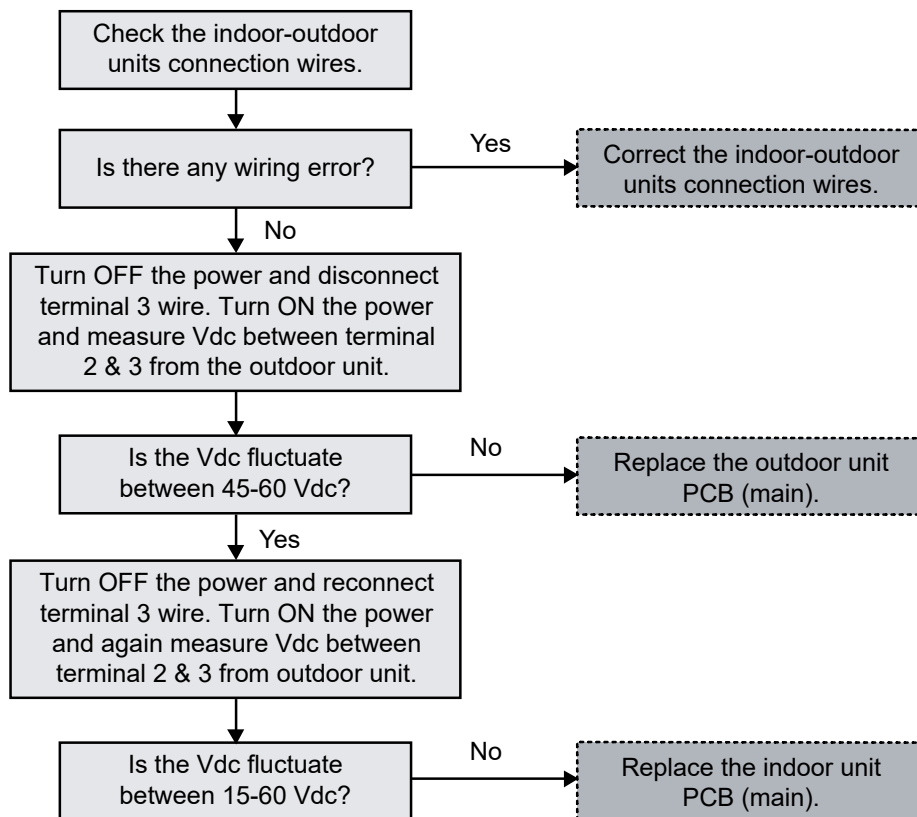 Check the indoor-outdoor
units connection wires.
Is there any wiring error?
Yes
Correct the indoor-outdoor
units connection wires.
No
Turn OFF the power and disconnect
terminal 3 wire. Turn ON the power
and measure Vdc between terminal
2 & 3 from the outdoor unit.
Is the Vdc fluctuate
between 45-60 Vdc?
No
Replace the outdoor unit
PCB (main).
Yes
Turn OFF the power and reconnect
terminal 3 wire. Turn ON the power
and again measure Vdc between
terminal 2 & 3 from outdoor unit.
Is the Vdc fluctuate
between 15-60 Vdc?
No
Replace the indoor unit
PCB (main).